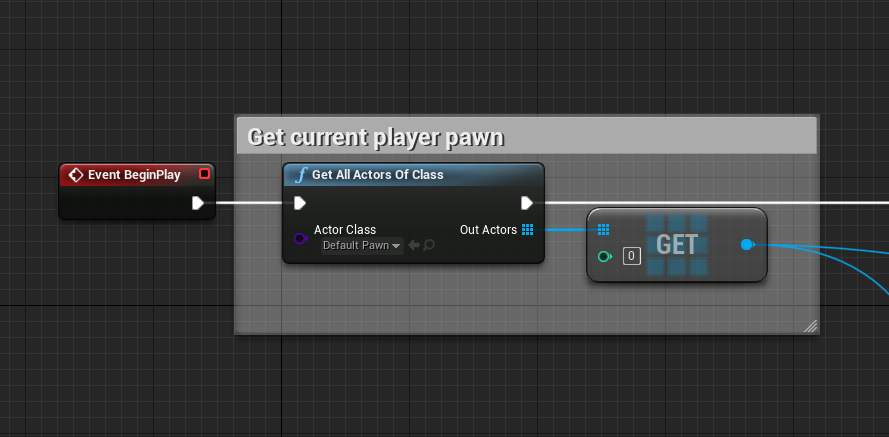 Get current player pawn
Event BeginPlay
f Get All Actors Of Class
Actor Class
Default Pawn
Out Actors
0
GET